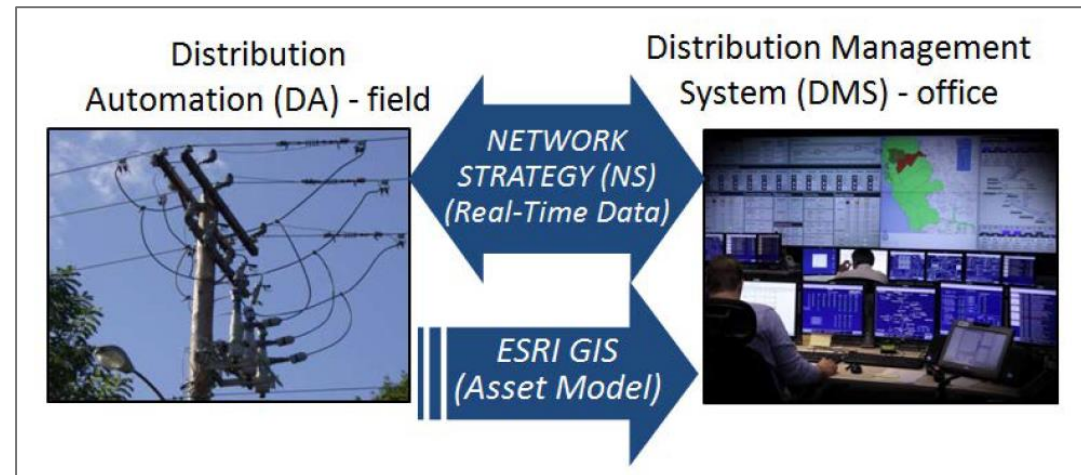 Distribution
Automation (DA) - field
Distribution Management
System (DMS) - office
NETWORK
STRATEGY (NS)
(Real-Time Data)
ESRI GIS
(Asset Model)